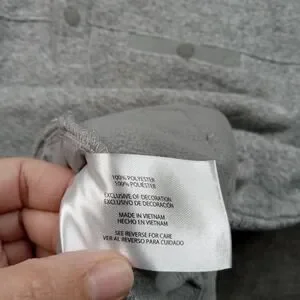 100% POLYESTER
100% POLIÉSTER
EXCLUSIVE OF DECORATION
EXCLUSIVO DE DECORACIÓN
MADE IN VIETNAM
HECHO EN VIETNAM
SEE REVERSE FOR CARE
VER AL REVERSO PARA CUIDADO